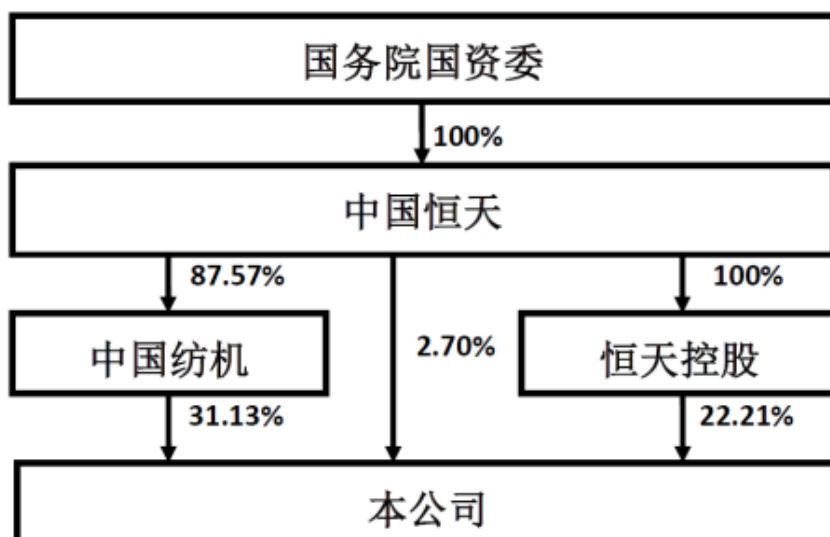 国务院国资委
100%
中国恒天
87.57%
100%
2.70%
中国纺机
恒天控股
31.13%
22.21%
本公司